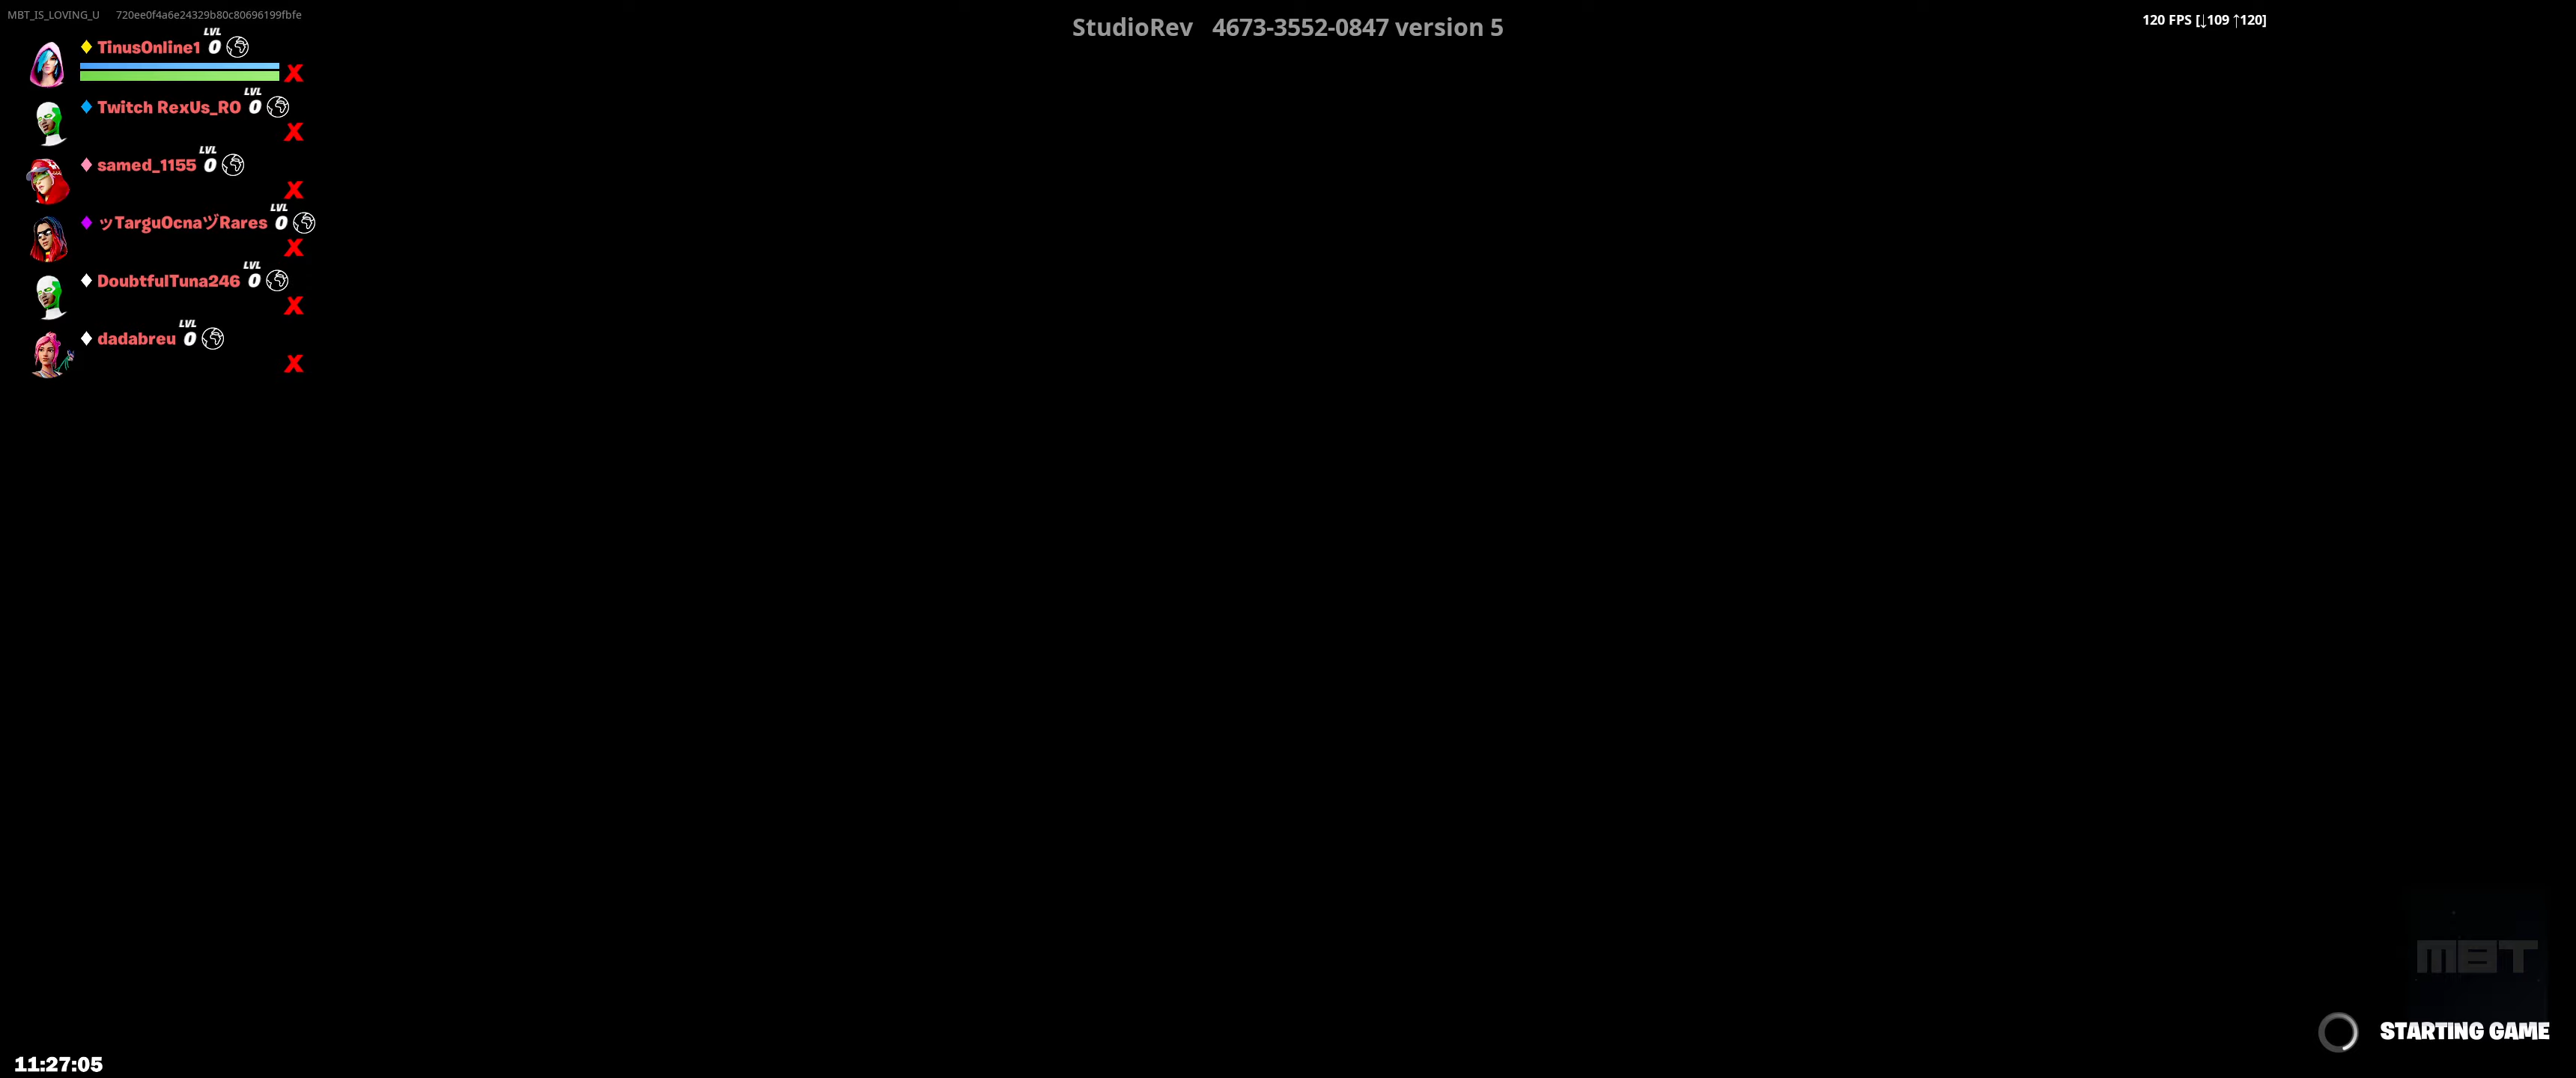 MBT_IS_LOVING_U 720ee0f4a6e24329b80c80696199fbfe
StudioRev 4673-3552-0847 version 5
120 FPS [↓109 ↑120]
LVL
TinusOnline1 0
X
LVL
Twitch RexUs_RO 0
X
LVL
samed_1155 0
X
LVL
ッTarguOcnaヅRares 0
X
LVL
DoubtfulTuna246 0
X
LVL
dadabreu 0
X
MBT
STARTING GAME
11:27:05